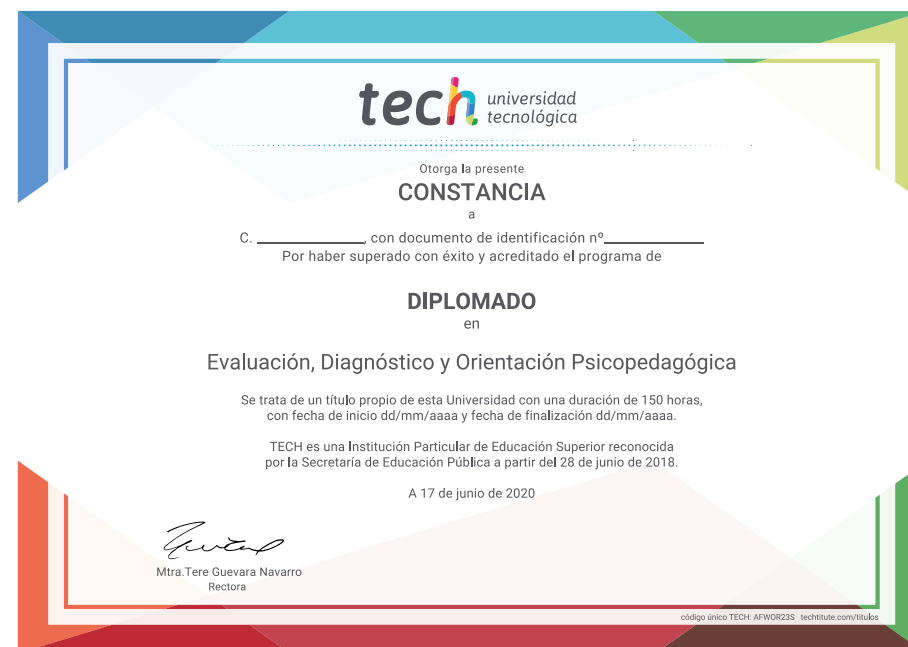 tech universidad
tecnológica
Otorga la presente
CONSTANCIA
a
C. ______________, con documento de identificación nº_____________
Por haber superado con éxito y acreditado el programa de
DIPLOMADO
en
Evaluación, Diagnóstico y Orientación Psicopedagógica
Se trata de un título propio de esta Universidad con una duración de 150 horas,
con fecha de inicio dd/mm/aaaa y fecha de finalización dd/mm/aaaa.
TECH es una Institución Particular de Educación Superior reconocida
por la Secretaría de Educación Pública a partir del 28 de junio de 2018.
A 17 de junio de 2020
Mtra.Tere Guevara Navarro
Rectora
código único TECH: AFWOR23S techtitute.com/titulos